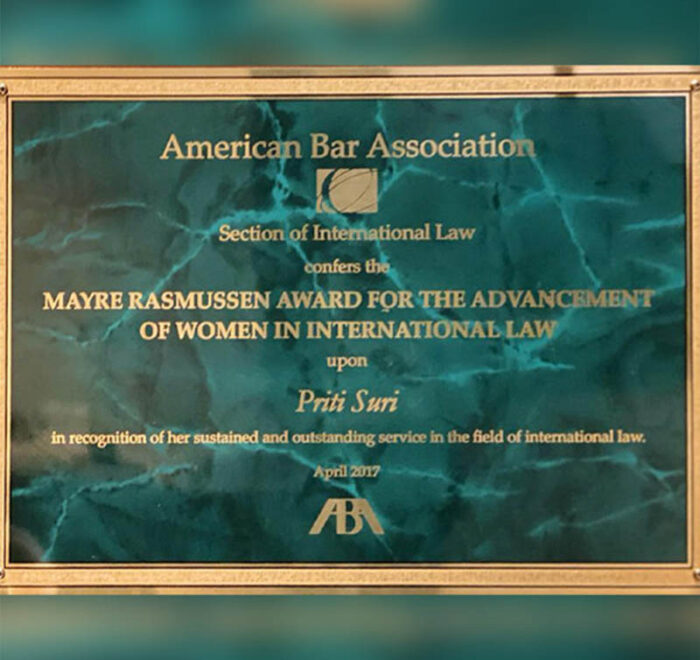 American Bar Association
Section of International Law
confers the
MAYRE RASMUSSEN AWARD FOR THE ADVANCEMENT
OF WOMEN IN INTERNATIONAL LAW
upon
Priti Suri
in recognition of her sustained and outstanding service in the field of international law.
April 2017
ABA